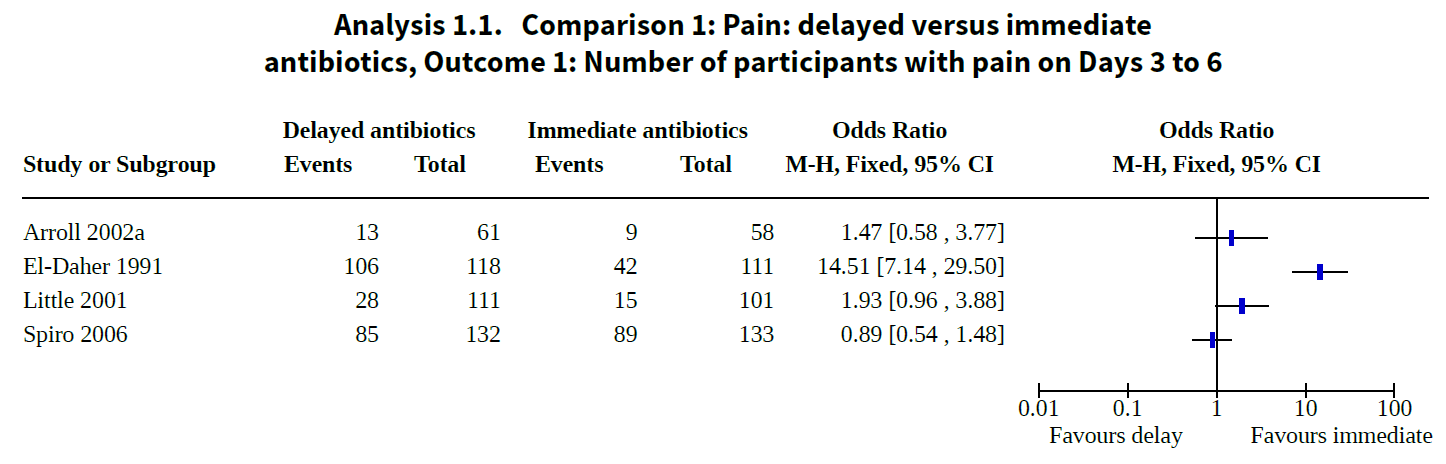 Analysis 1.1. Comparison 1: Pain: delayed versus immediate
antibiotics, Outcome 1: Number of participants with pain on Days 3 to 6
Delayed antibiotics Immediate antibiotics Odds Ratio Odds Ratio
Study or Subgroup Events Total Events Total M-H, Fixed, 95% CI M-H, Fixed, 95% CI
Arroll 2002a 13 61 9 58 1.47 [0.58 , 3.77]
El-Daher 1991 106 118 42 111 14.51 [7.14 , 29.50]
Little 2001 28 111 15 101 1.93 [0.96 , 3.88]
Spiro 2006 85 132 89 133 0.89 [0.54 , 1.48]
0.01 0.1 1 10 100
Favours delay Favours immediate